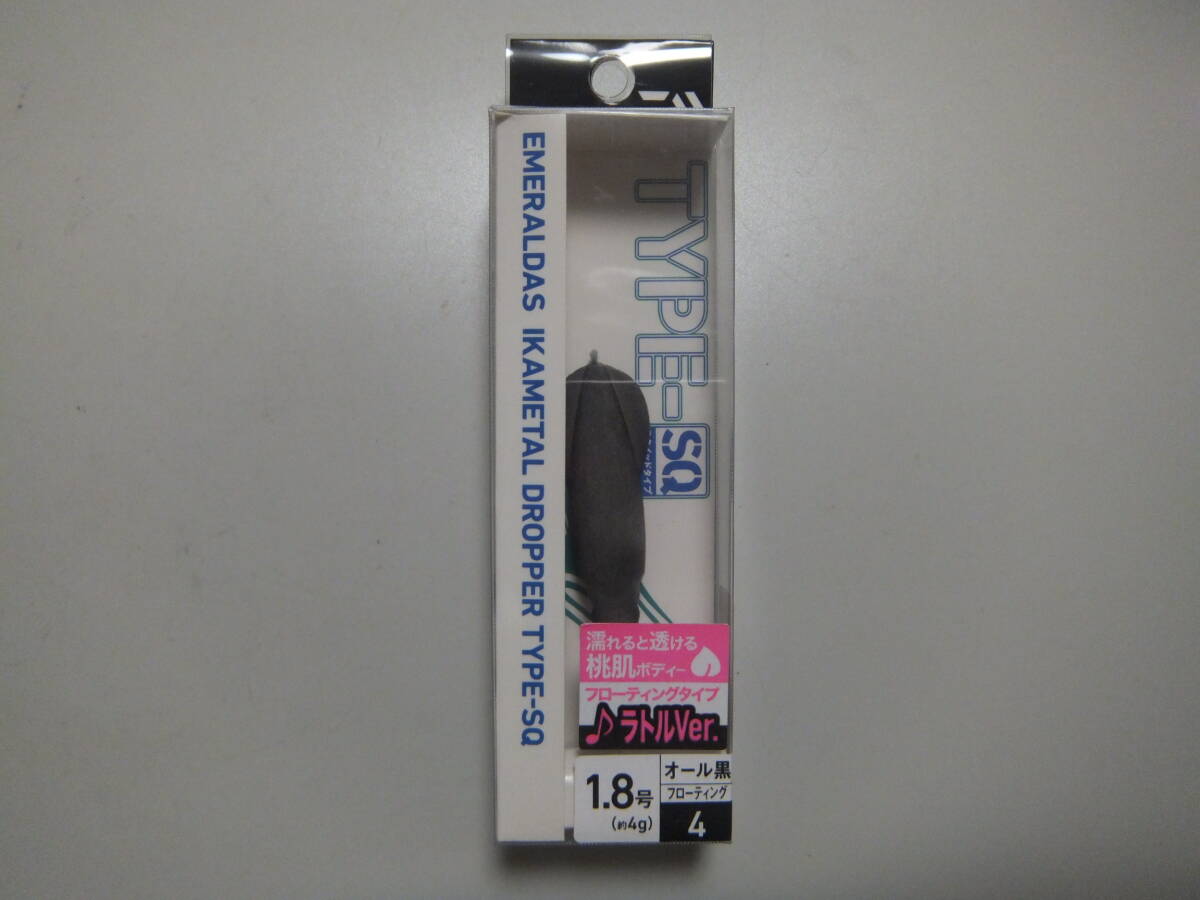 EMERALDAS IKAMETAL DROPPER TYPE-SQ
TYPE-SQ
濡れると透ける
桃肌ボディー
フローティングタイプ
♪ラトルVer.
1.8号
(約4g)
オール黒
フローティング
4